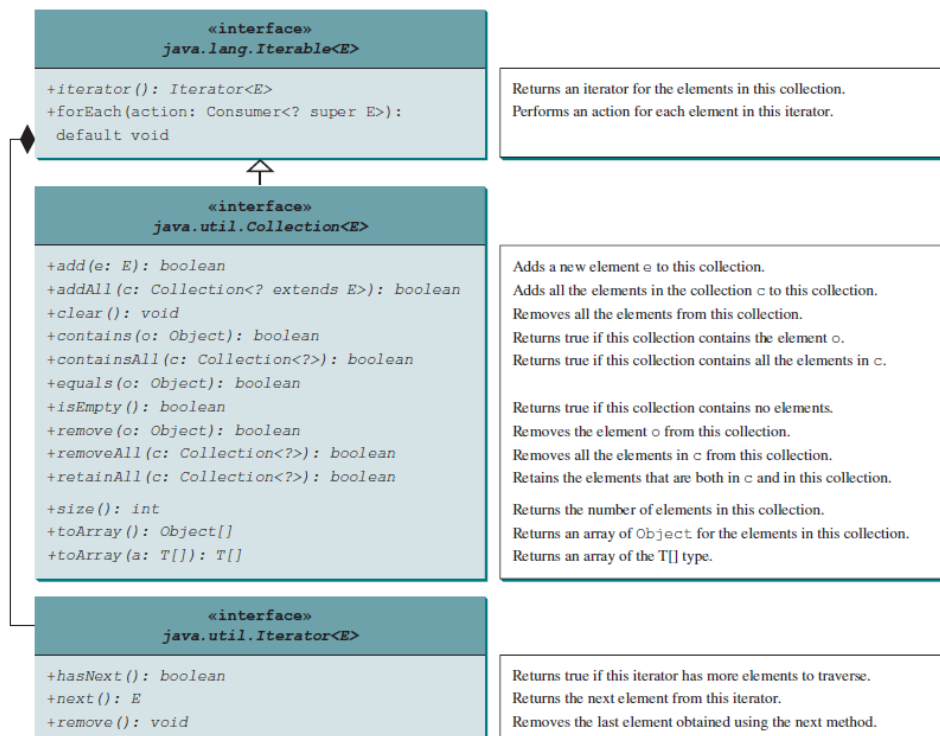 «interface»
java.lang.Iterable<E>
+iterator(): Iterator<E>
+forEach(action: Consumer<? super E>):
default void
Returns an iterator for the elements in this collection.
Performs an action for each element in this iterator.
«interface»
java.util.Collection<E>
+add(e: E): boolean
+addAll(c: Collection<? extends E>): boolean
+clear(): void
+contains(o: Object): boolean
+containsAll(c: Collection<?>): boolean
+equals(o: Object): boolean
+isEmpty(): boolean
+remove(o: Object): boolean
+removeAll(c: Collection<?>): boolean
+retainAll(c: Collection<?>): boolean
+size(): int
+toArray(): Object[]
+toArray(a: T[]): T[]
Adds a new element e to this collection.
Adds all the elements in the collection c to this collection.
Removes all the elements from this collection.
Returns true if this collection contains the element o.
Returns true if this collection contains all the elements in c.
Returns true if this collection contains no elements.
Removes the element o from this collection.
Removes all the elements in c from this collection.
Retains the elements that are both in c and in this collection.
Returns the number of elements in this collection.
Returns an array of Object for the elements in this collection.
Returns an array of the T[] type.
«interface»
java.util.Iterator<E>
+hasNext(): boolean
+next(): E
+remove(): void
Returns true if this iterator has more elements to traverse.
Returns the next element from this iterator.
Removes the last element obtained using the next method.